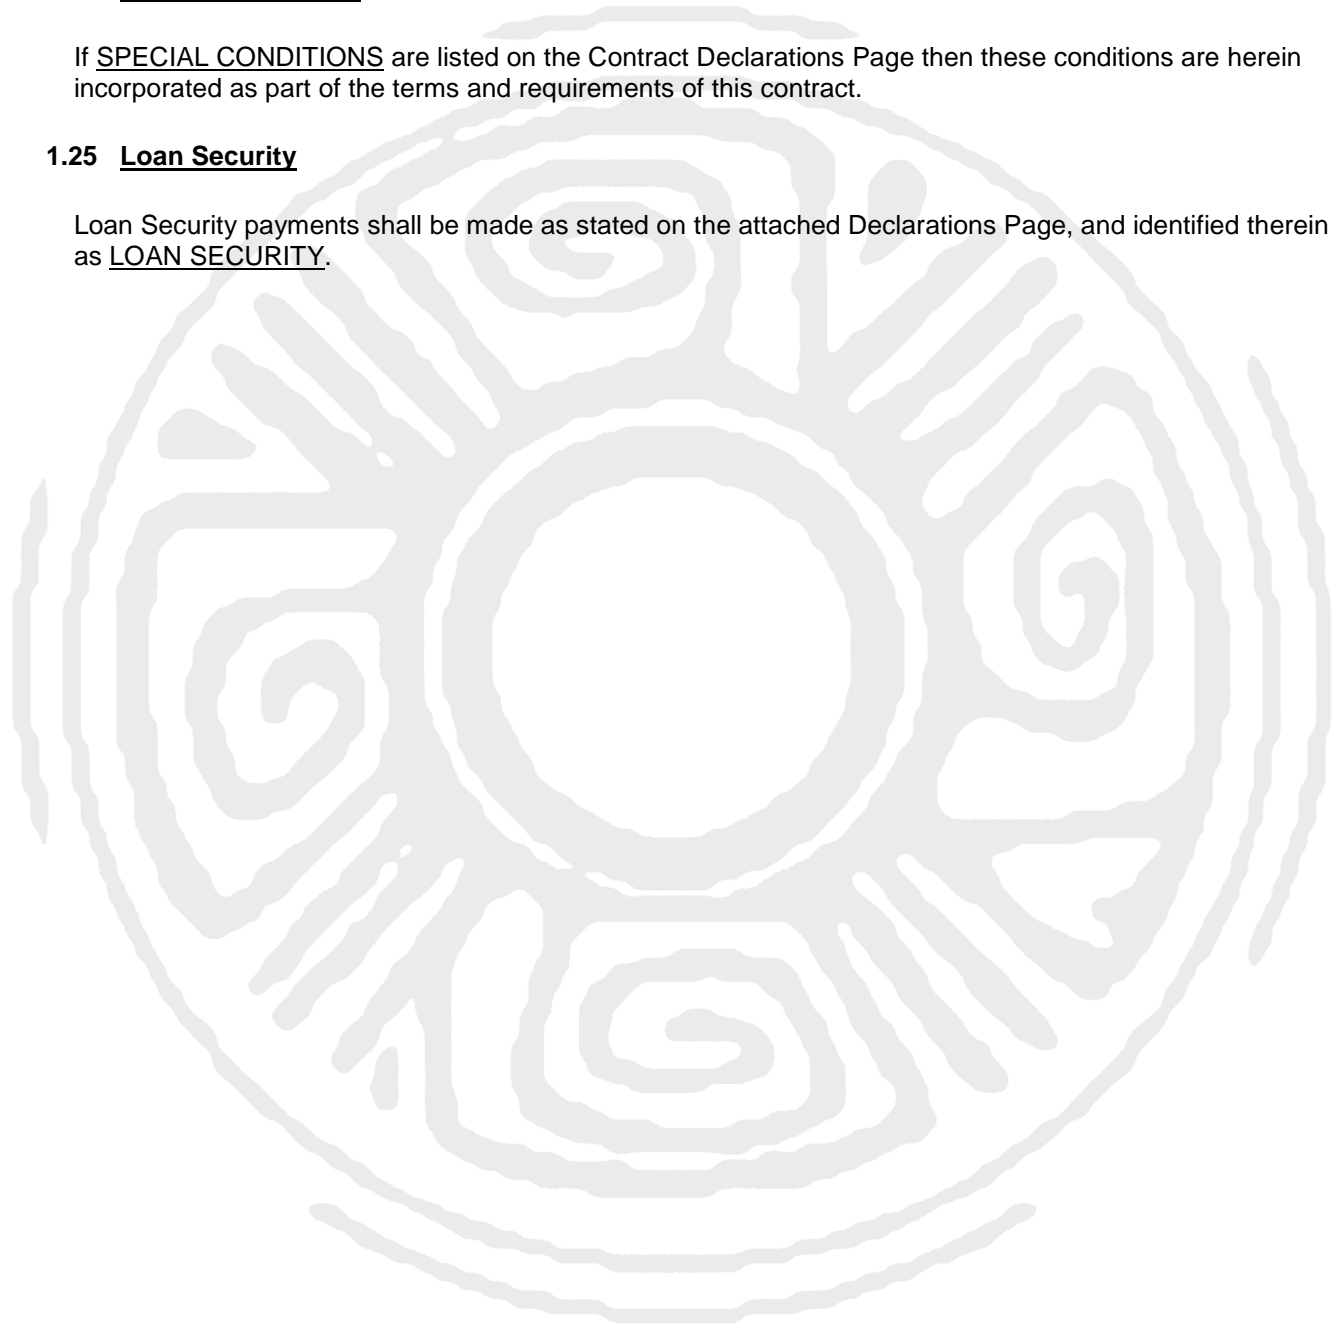 If SPECIAL CONDITIONS are listed on the Contract Declarations Page then these conditions are herein
incorporated as part of the terms and requirements of this contract.
1.25 Loan Security
Loan Security payments shall be made as stated on the attached Declarations Page, and identified therein
as LOAN SECURITY.